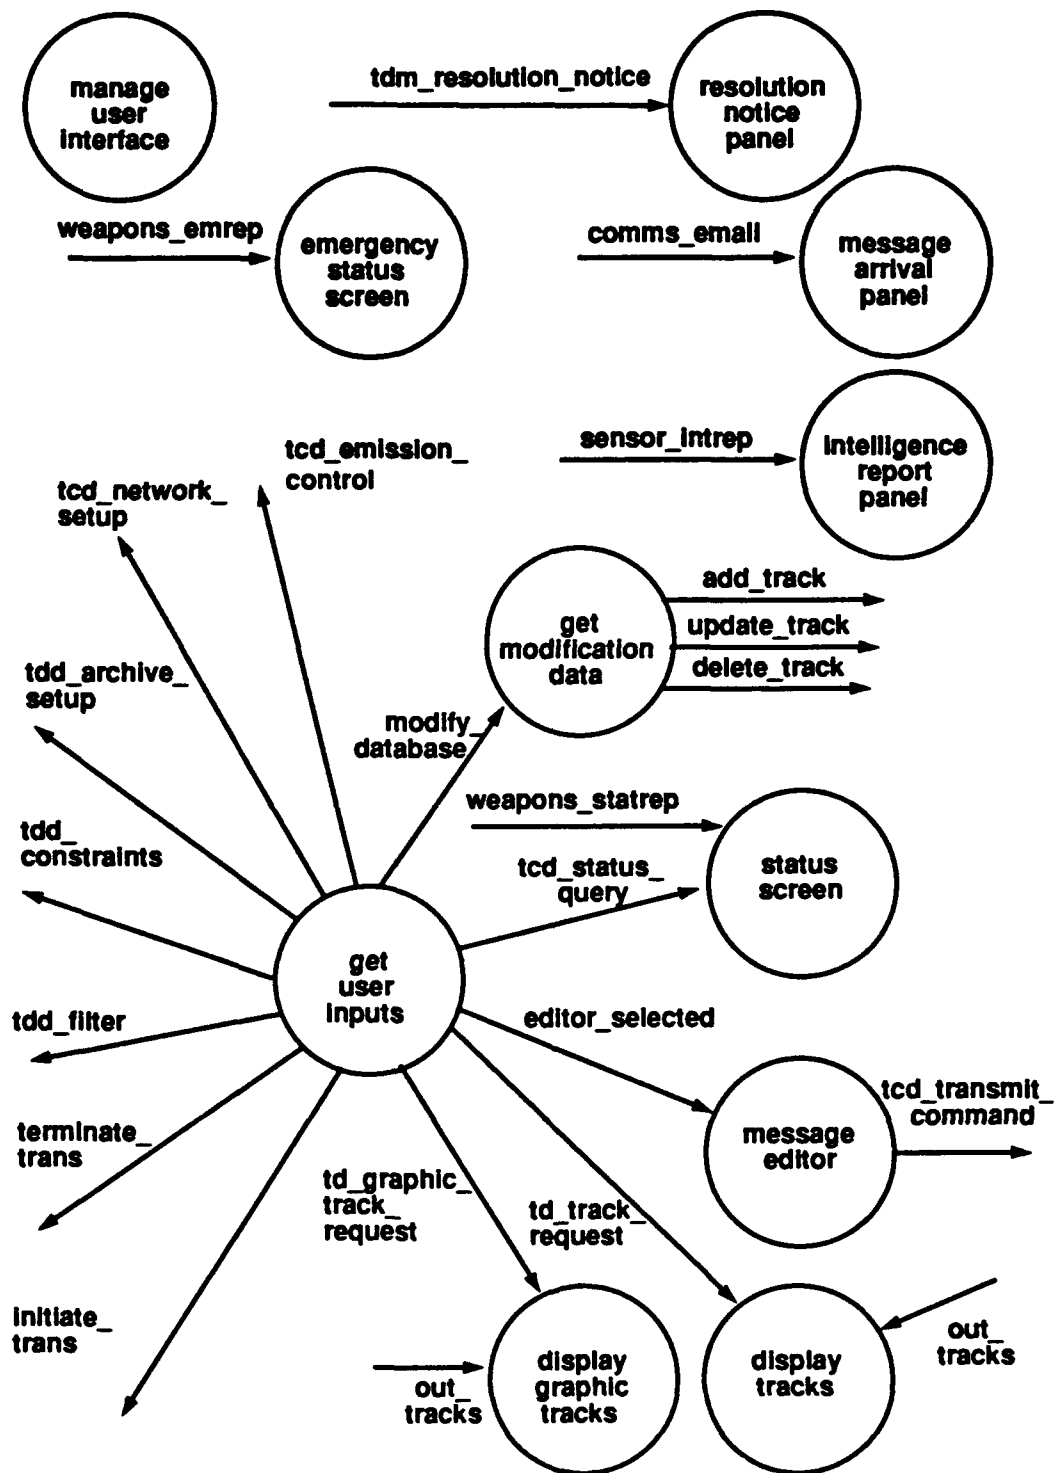 manage
user
interface
tdm_resolution_notice
resolution
notice
panel
weapons_emrep
emergency
status
screen
comms_email
message
arrival
panel
sensor_intrep
intelligence
report
panel
tcd_emission_
control
tcd_network_
setup
get
modification
data
add_track
update_track
delete_track
tdd_archive_
setup
modify_
database
weapons_statrep
status
screen
tdd_
constraints
tcd_status_
query
get
user
inputs
tdd_filter
editor_selected
message
editor
tcd_transmit_
command
terminate_
trans
td_graphic_
track_
request
td_track_
request
initiate_
trans
out_
tracks
display
graphic
tracks
display
tracks
out_
tracks